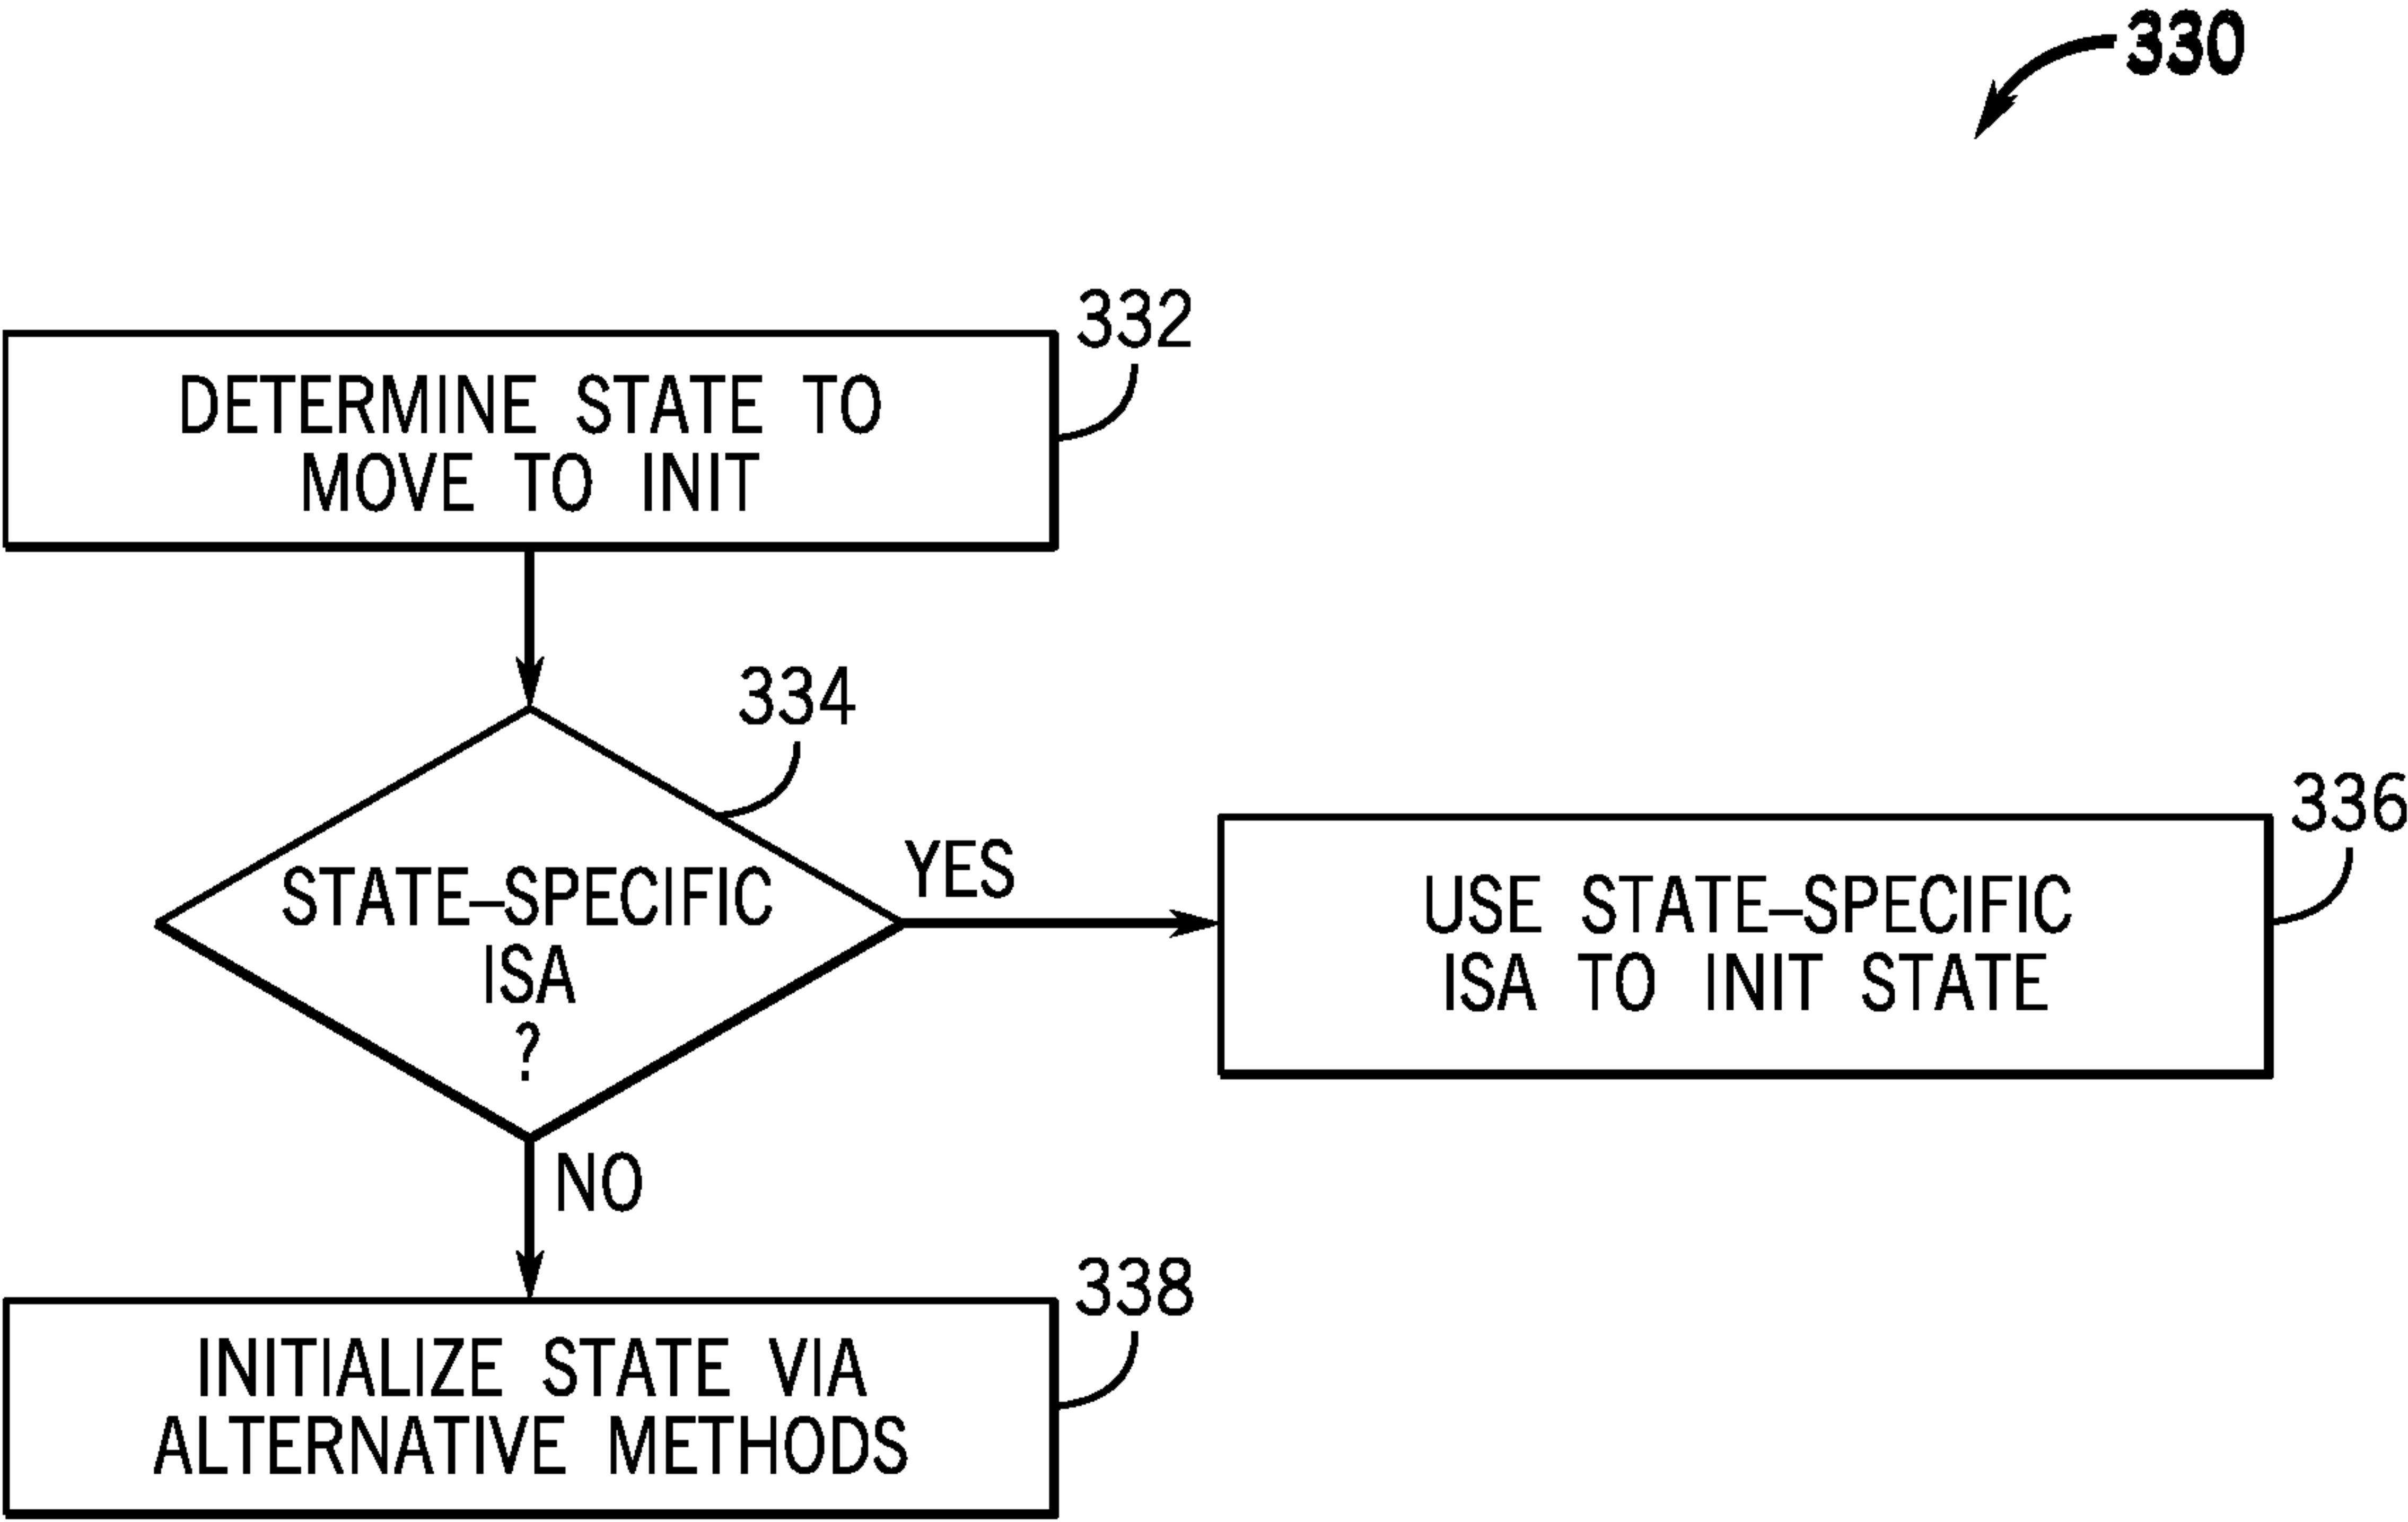 330
332
DETERMINE STATE TO
MOVE TO INIT
334
STATE–SPECIFIC
ISA
?
YES
336
USE STATE–SPECIFIC
ISA TO INIT STATE
NO
338
INITIALIZE STATE VIA
ALTERNATIVE METHODS